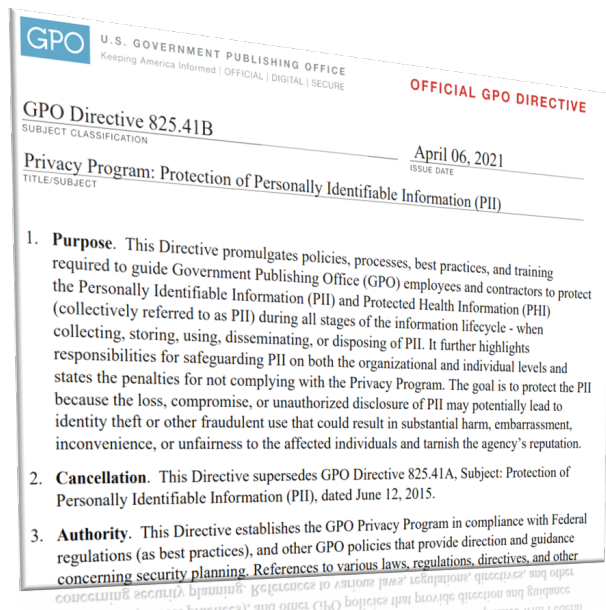 GPO
U.S. GOVERNMENT PUBLISHING OFFICE
Keeping America Informed | OFFICIAL | DIGITAL | SECURE
OFFICIAL GPO DIRECTIVE
GPO Directive 825.41B
SUBJECT CLASSIFICATION
April 06, 2021
ISSUE DATE
Privacy Program: Protection of Personally Identifiable Information (PII)
TITLE/SUBJECT
1. Purpose. This Directive promulgates policies, processes, best practices, and training
required to guide Government Publishing Office (GPO) employees and contractors to protect
the Personally Identifiable Information (PII) and Protected Health Information (PHI)
(collectively referred to as PII) during all stages of the information lifecycle - when
collecting, storing, using, disseminating, or disposing of PII. It further highlights
responsibilities for safeguarding PII on both the organizational and individual levels and
states the penalties for not complying with the Privacy Program. The goal is to protect the PII
because the loss, compromise, or unauthorized disclosure of PII may potentially lead to
identity theft or other fraudulent use that could result in substantial harm, embarrassment,
inconvenience, or unfairness to the affected individuals and tarnish the agency's reputation.
2. Cancellation. This Directive supersedes GPO Directive 825.41A, Subject: Protection of
Personally Identifiable Information (PII), dated June 12, 2015.
3. Authority. This Directive establishes the GPO Privacy Program in compliance with Federal
regulations (as best practices), and other GPO policies that provide direction and guidance
concerning security planning. References to various laws, regulations, directives, and other